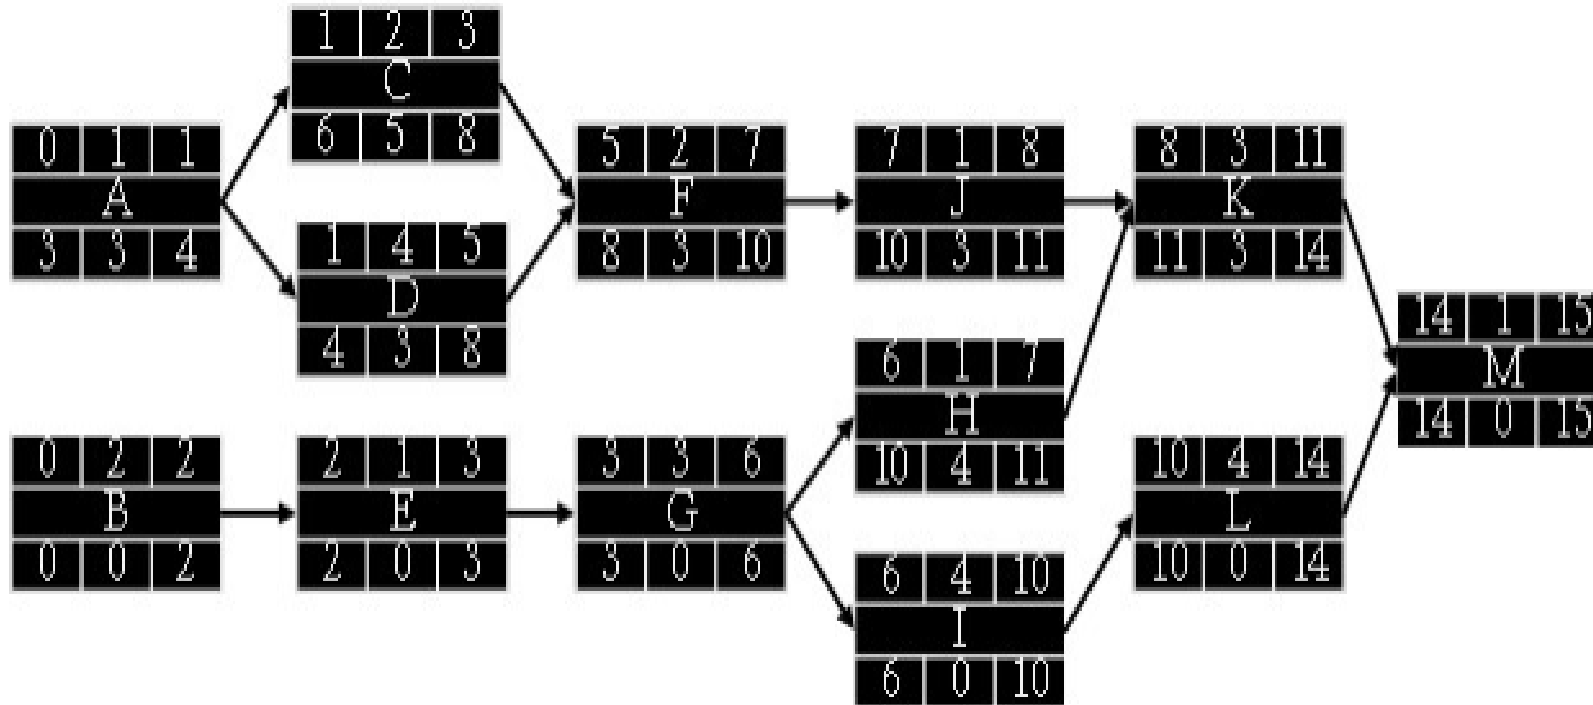 1 2 3
C
6 5 8
0 1 1
A
3 3 4
1 4 5
D
4 3 8
5 2 7
F
8 3 10
7 1 8
J
10 3 11
8 3 11
K
11 3 14
0 2 2
B
0 0 2
2 1 3
E
2 0 3
3 3 6
G
3 0 6
6 1 7
H
10 4 11
6 4 10
I
6 0 10
10 4 14
L
10 0 14
14 1 15
M
14 0 15